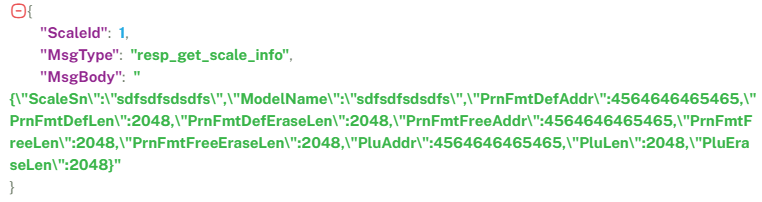 {
"ScaleId": 1,
"MsgType": "resp_get_scale_info",
"MsgBody": "
{\"ScaleSn\":\"sdfsdfsdsdfs\",\"ModelName\":\"sdfsdfsdsdfs\",\"PrnFmtDefAddr\":4564646465465,\"
PrnFmtDefLen\":2048,\"PrnFmtDefEraseLen\":2048,\"PrnFmtFreeAddr\":4564646465465,\"PrnFmtF
reeLen\":2048,\"PrnFmtFreeEraseLen\":2048,\"PluAddr\":4564646465465,\"PluLen\":2048,\"PluEra
seLen\":2048}"
}